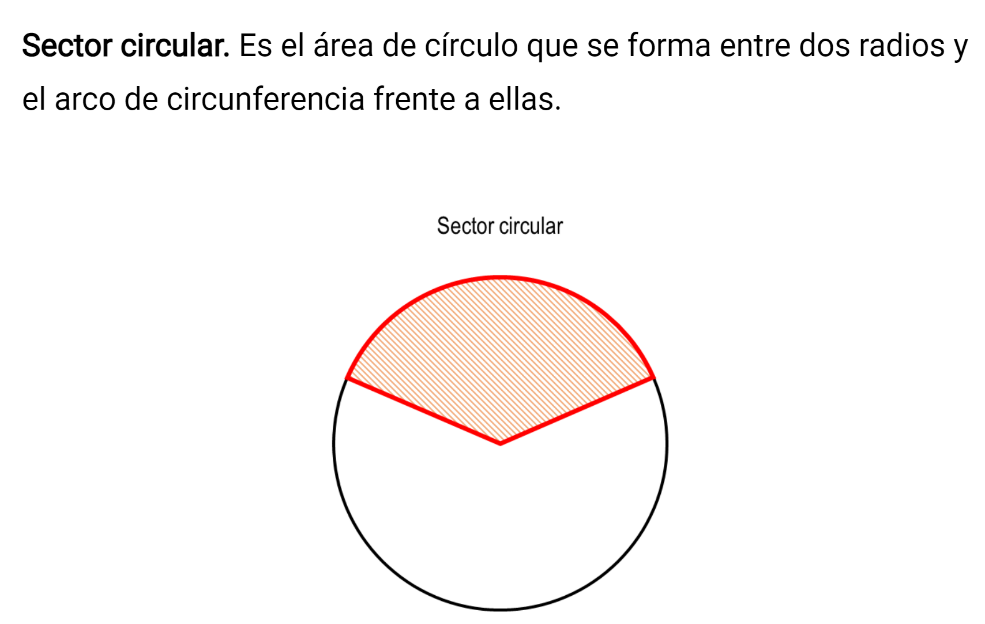 Sector circular. Es el área de círculo que se forma entre dos radios y
el arco de circunferencia frente a ellas.
Sector circular